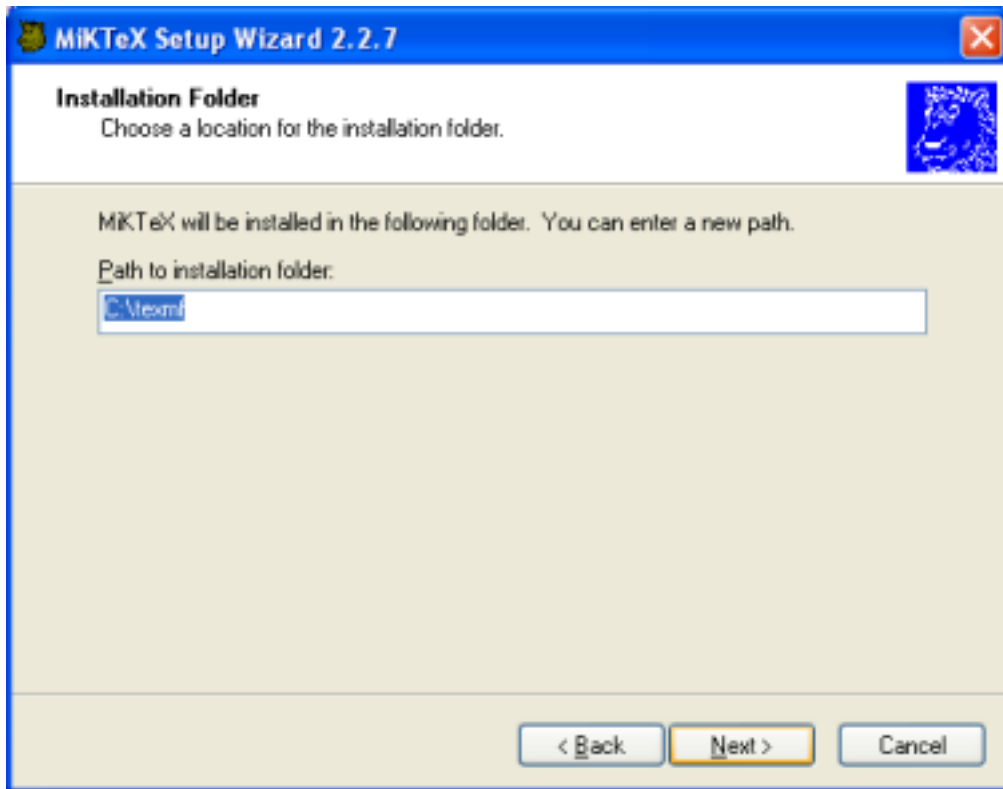 MiKTeX Setup Wizard 2.2.7
Installation Folder
Choose a location for the installation folder.
MiKTeX will be installed in the following folder. You can enter a new path.
Path to installation folder:
C:\texmf
< Back
Next >
Cancel